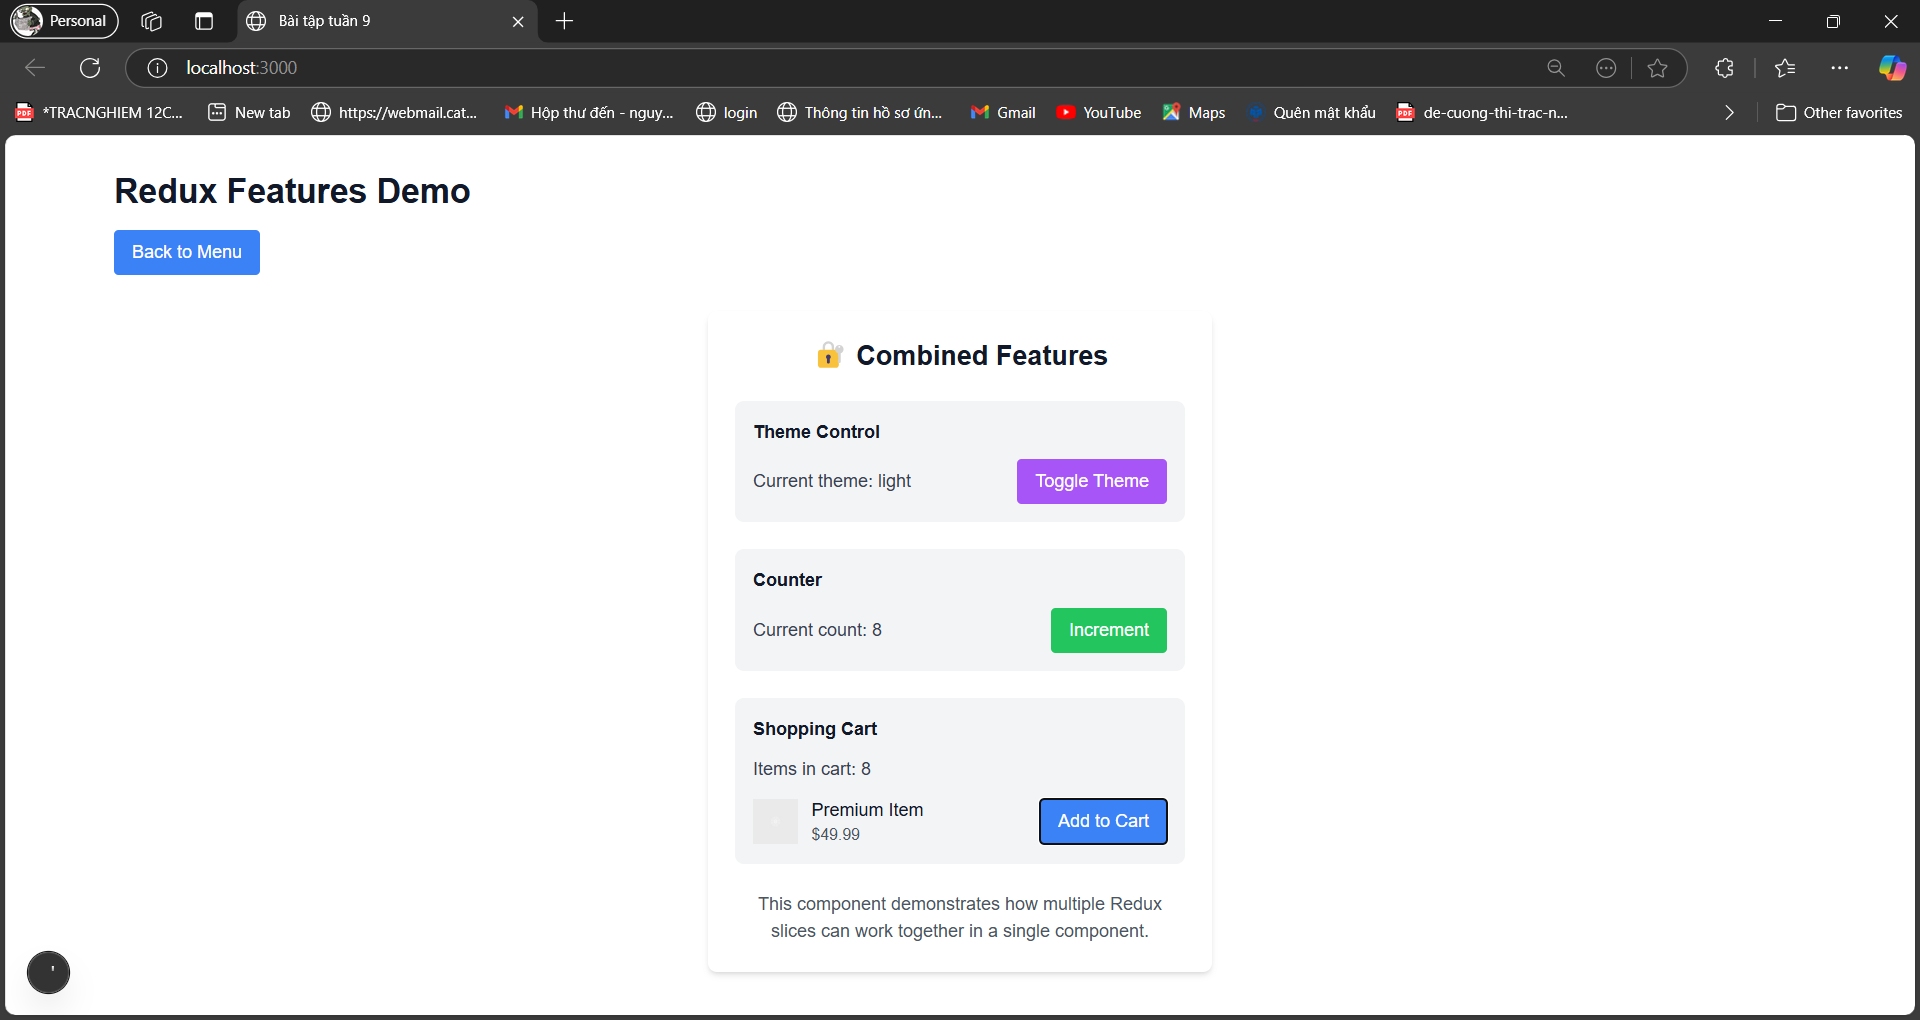 Personal
Bài tập tuần 9
localhost:3000
*TRACNGHIEM 12C...
New tab
https://webmail.cat...
Hộp thư đến - nguy...
login
Thông tin hồ sơ ứn...
Gmail
YouTube
Maps
Quên mật khẩu
de-cuong-thi-trac-n...
Other favorites
Redux Features Demo
Back to Menu
Combined Features
Theme Control
Current theme: light
Toggle Theme
Counter
Current count: 8
Increment
Shopping Cart
Items in cart: 8
Premium Item
$49.99
Add to Cart
This component demonstrates how multiple Redux
slices can work together in a single component.